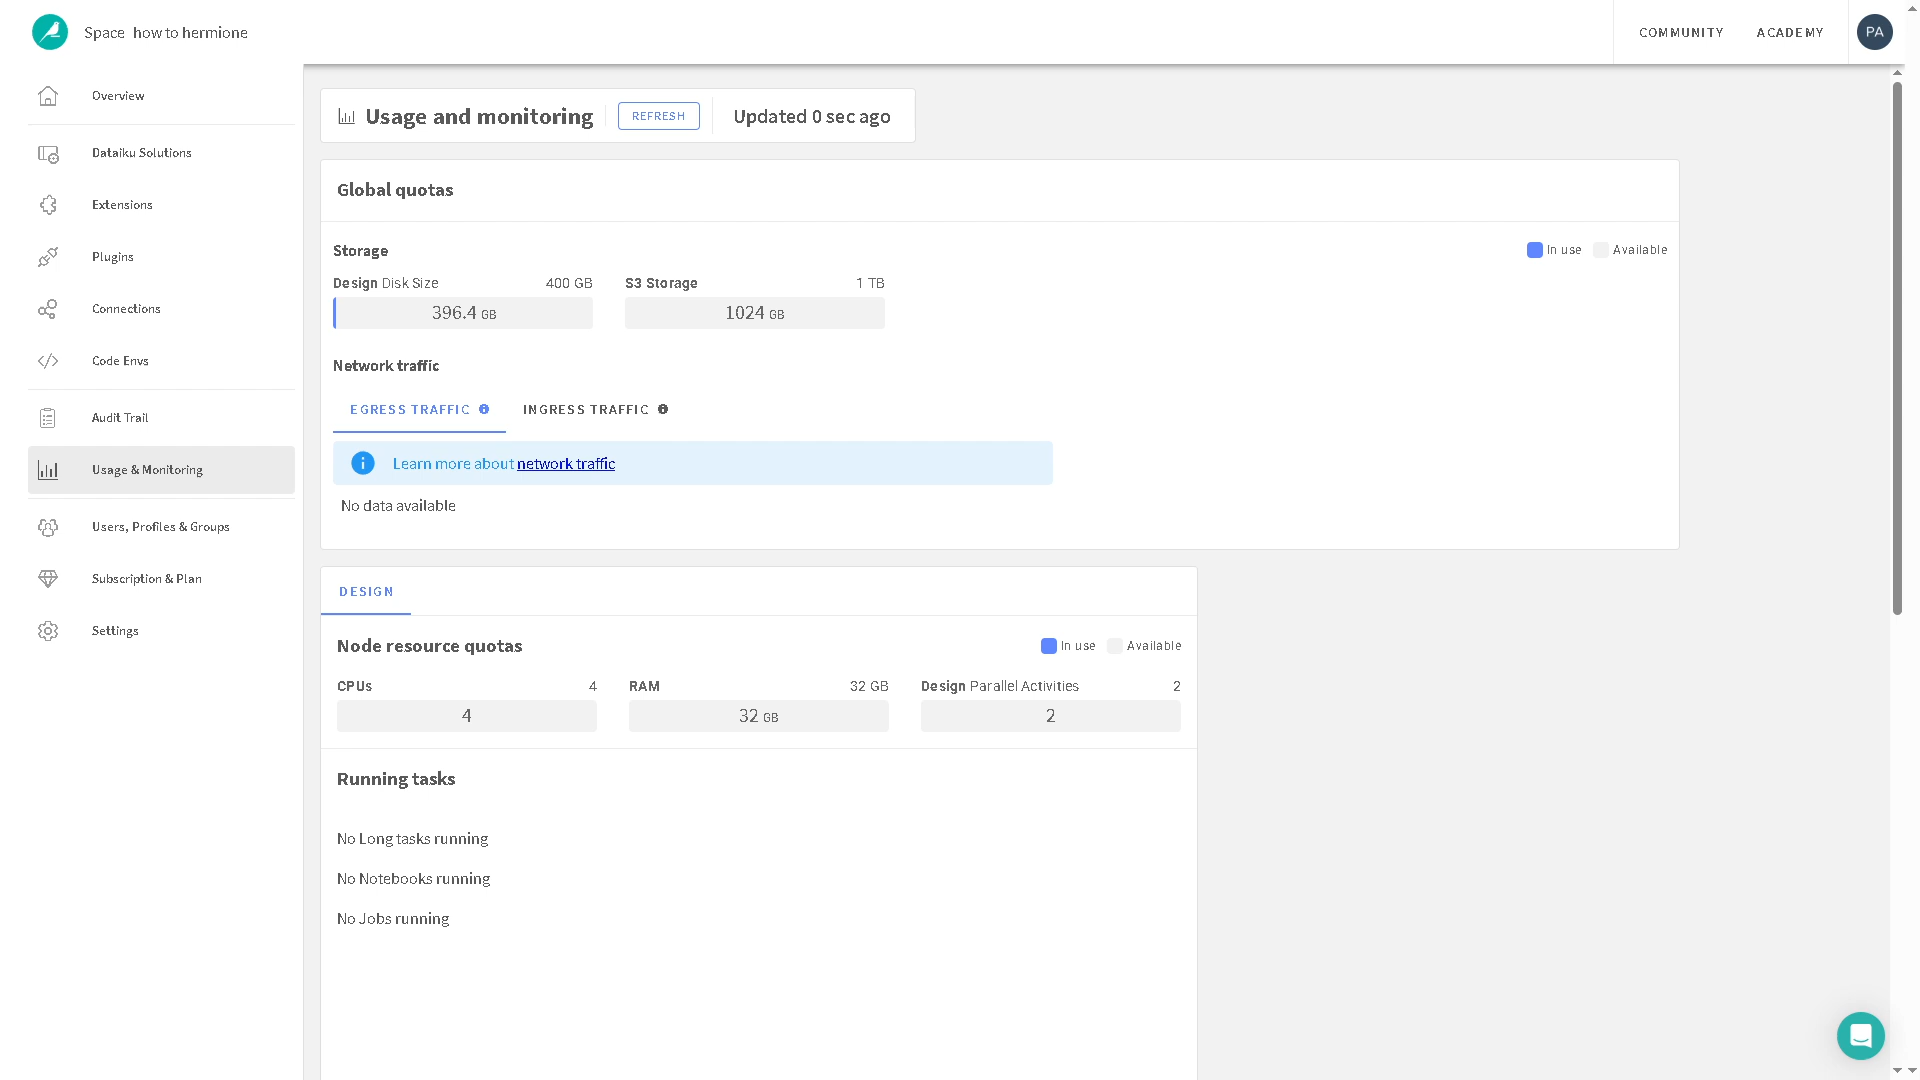 Space how to hermione
COMMUNITY
ACADEMY
PA
Overview
Dataiku Solutions
Extensions
Plugins
Connections
Code Envs
Audit Trail
Usage & Monitoring
Users, Profiles & Groups
Subscription & Plan
Settings
Usage and monitoring
REFRESH
Updated 0 sec ago
Global quotas
Storage
In use
Available
Design Disk Size 400 GB
396.4 GB
S3 Storage 1 TB
1024 GB
Network traffic
EGRESS TRAFFIC
INGRESS TRAFFIC
Learn more about network traffic
No data available
DESIGN
Node resource quotas
In use
Available
CPUs 4
4
RAM 32 GB
32 GB
Design Parallel Activities 2
2
Running tasks
No Long tasks running
No Notebooks running
No Jobs running